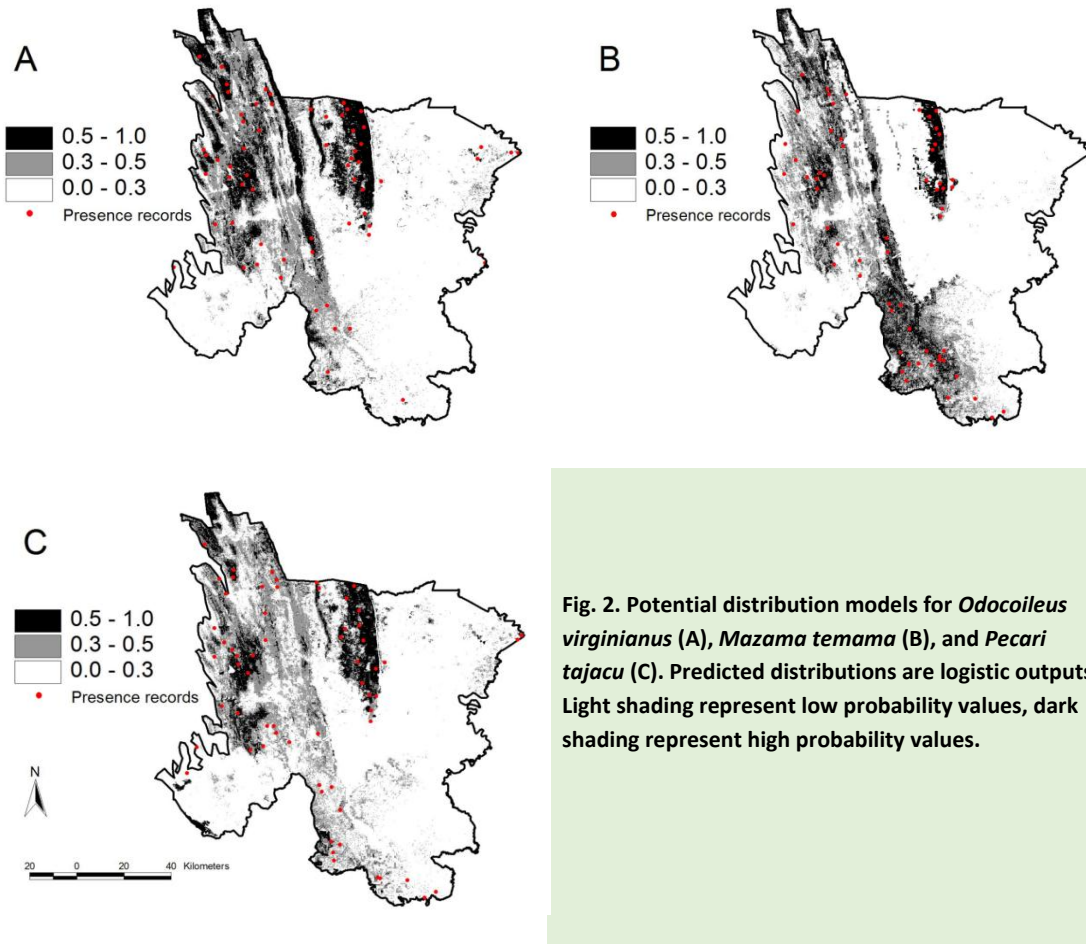 A
0.5 - 1.0
0.3 - 0.5
0.0 - 0.3
Presence records
B
0.5 - 1.0
0.3 - 0.5
0.0 - 0.3
Presence records
C
0.5 - 1.0
0.3 - 0.5
0.0 - 0.3
Presence records
N
20 0 20 40 Kilometers
Fig. 2. Potential distribution models for Odocoileus
virginianus (A), Mazama temama (B), and Pecari
tajacu (C). Predicted distributions are logistic outputs
Light shading represent low probability values, dark
shading represent high probability values.